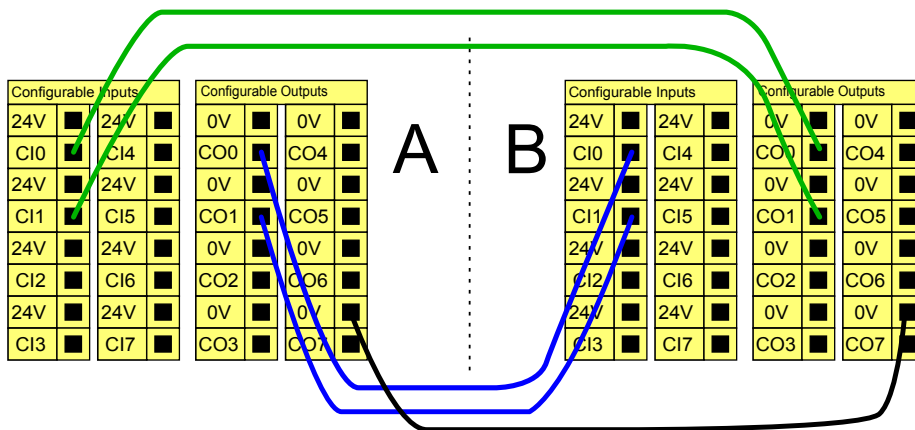 Configurable Inputs Configurable Outputs Configurable Inputs Configurable Outputs
24V 24V 0V 0V A B 24V 24V 0V 0V
CI0 CI4 CO0 CO4 CI0 CI4 CO0 CO4
24V 24V 0V 0V 24V 24V 0V 0V
CI1 CI5 CO1 CO5 CI1 CI5 CO1 CO5
24V 24V 0V 0V 24V 24V 0V 0V
CI2 CI6 CO2 CO6 CI2 CI6 CO2 CO6
24V 24V 0V 0V 24V 24V 0V 0V
CI3 CI7 CO3 CO7 CI3 CI7 CO3 CO7